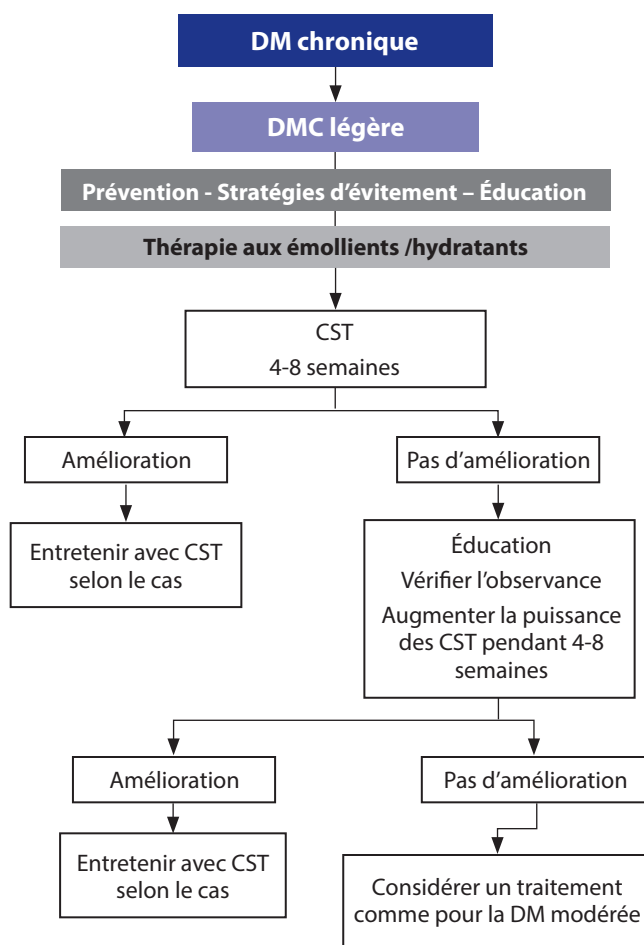 DM chronique
DMC légère
Prévention - Stratégies d'évitement – Éducation
Thérapie aux émollients /hydratants
CST
4-8 semaines
Amélioration
Pas d'amélioration
Entretenir avec CST
selon le cas
Éducation
Vérifier l'observance
Augmenter la puissance
des CST pendant 4-8
semaines
Amélioration
Pas d'amélioration
Entretenir avec CST
selon le cas
Considérer un traitement
comme pour la DM modérée